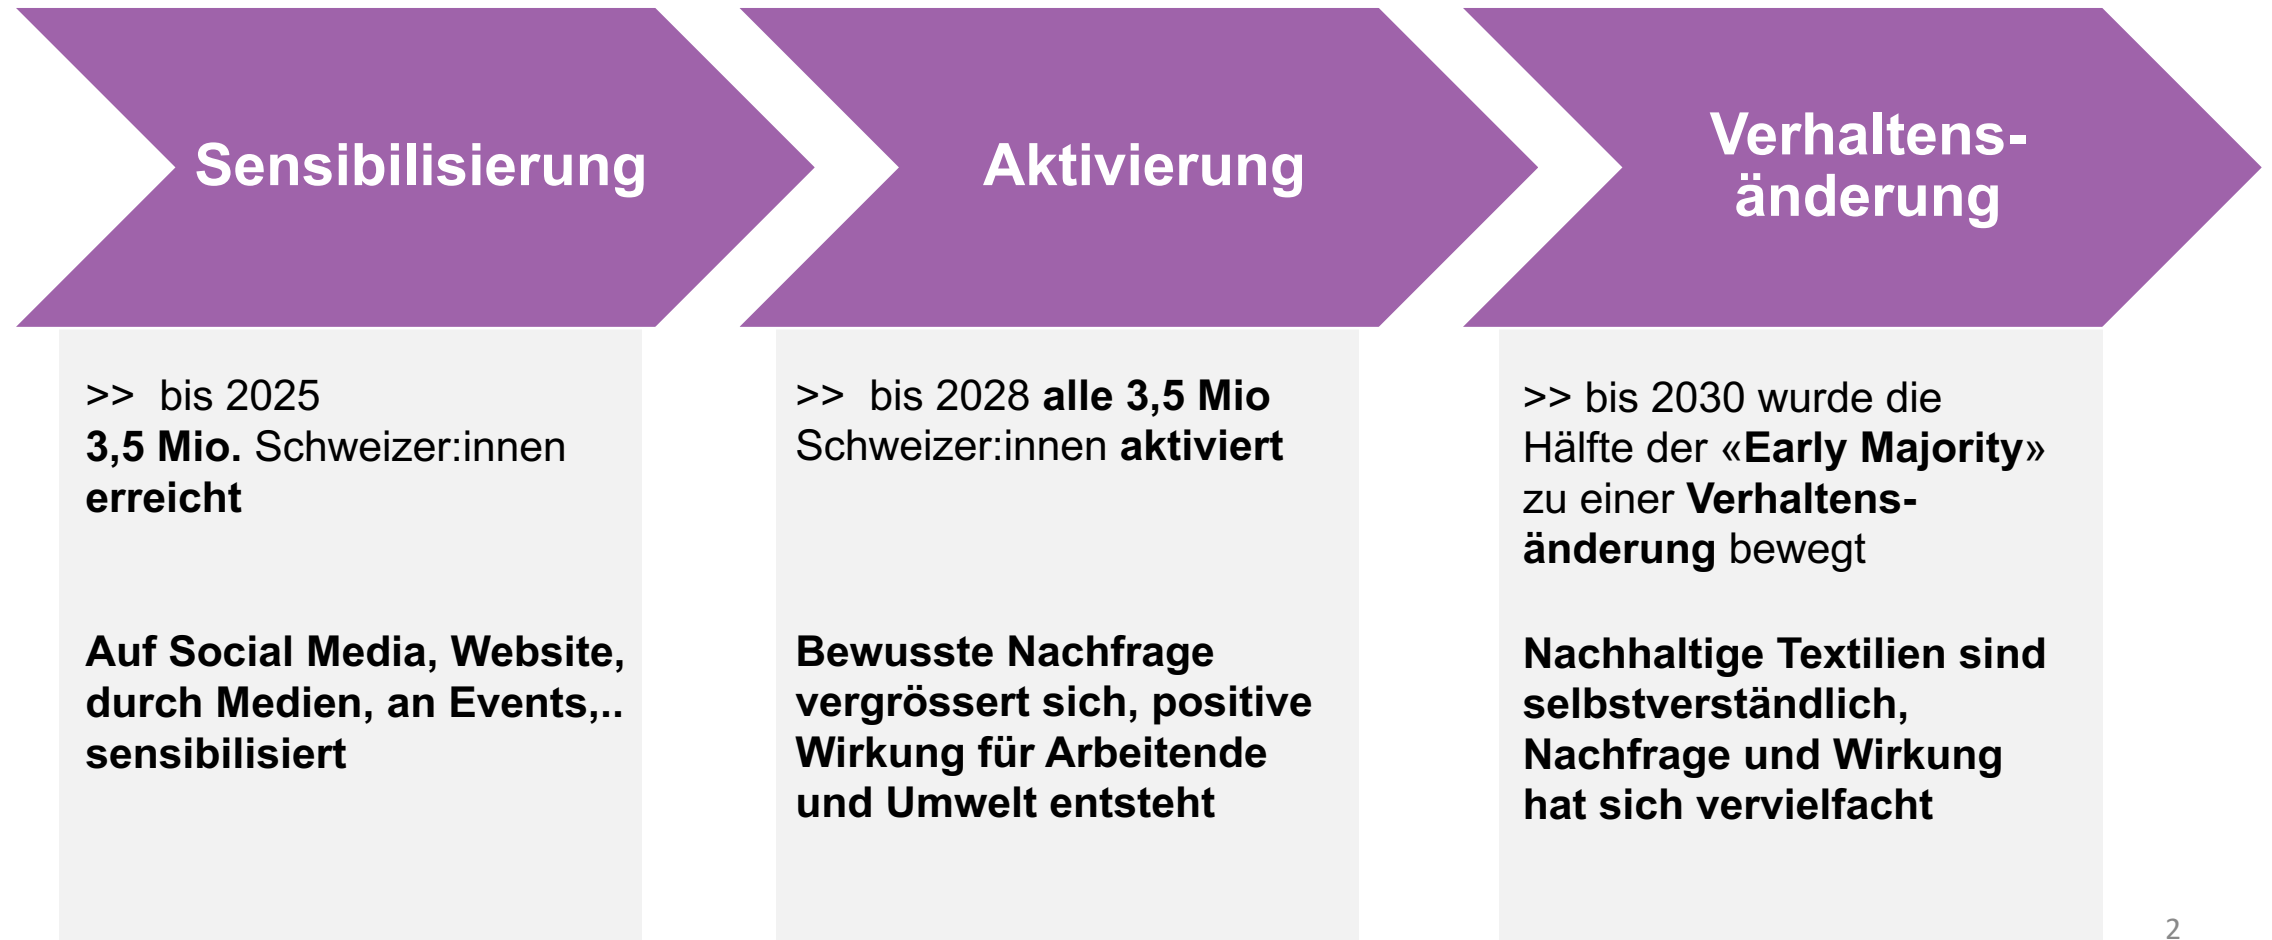 Sensibilisierung
>> bis 2025
3,5 Mio. Schweizer:innen
erreicht
Auf Social Media, Website,
durch Medien, an Events,..
sensibilisiert
Aktivierung
>> bis 2028 alle 3,5 Mio
Schweizer:innen aktiviert
Bewusste Nachfrage
vergrössert sich, positive
Wirkung für Arbeitende
und Umwelt entsteht
Verhaltens-
änderung
>> bis 2030 wurde die
Hälfte der «Early Majority»
zu einer Verhaltens-
änderung bewegt
Nachhaltige Textilien sind
selbstverständlich,
Nachfrage und Wirkung
hat sich vervielfacht
2